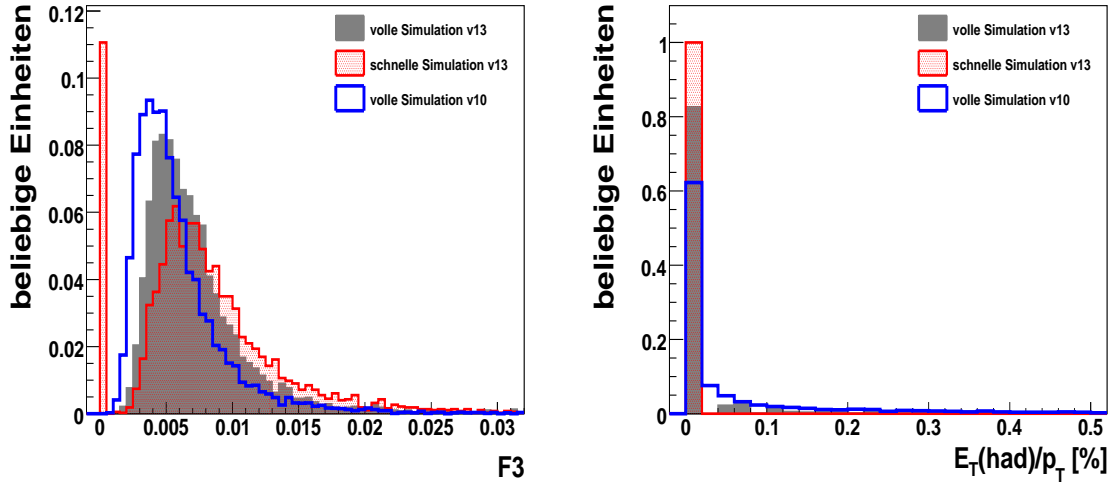 beliebige Einheiten
0.12
0.1
0.08
0.06
0.04
0.02
0
volle Simulation v13
schnelle Simulation v13
volle Simulation v10
0 0.005 0.01 0.015 0.02 0.025 0.03
F3
beliebige Einheiten
1
0.8
0.6
0.4
0.2
0
volle Simulation v13
schnelle Simulation v13
volle Simulation v10
0 0.1 0.2 0.3 0.4 0.5
E_T(had)/p_T [%]